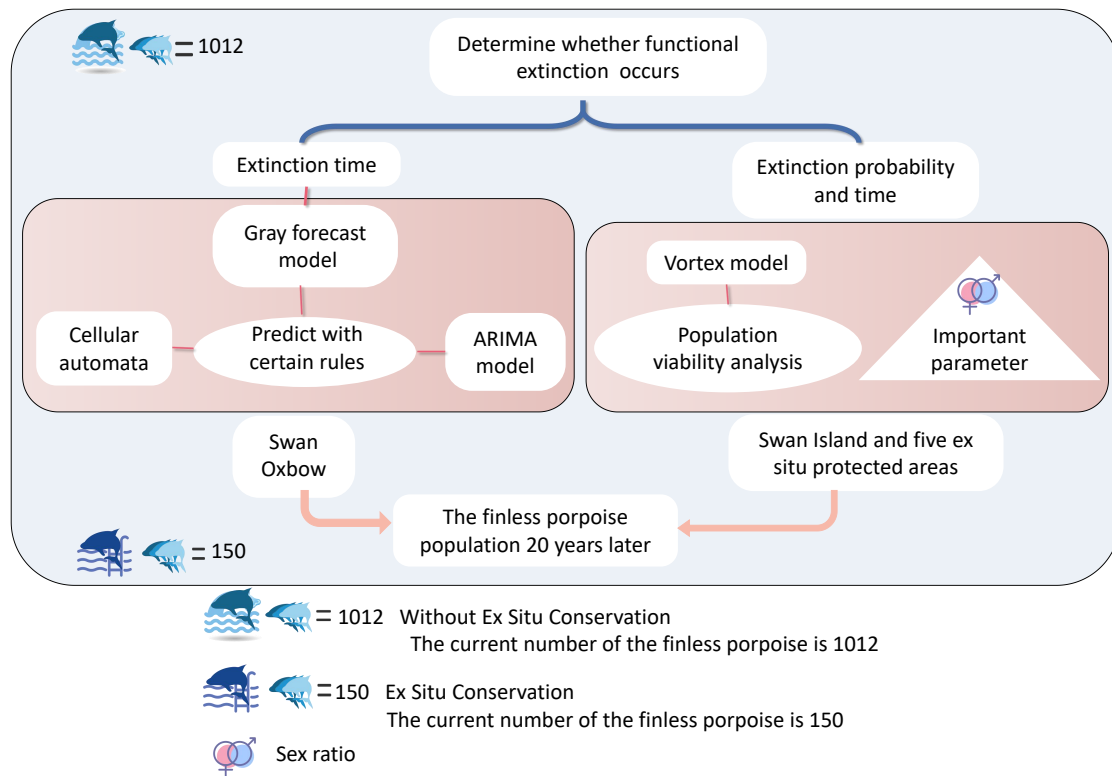 = 1012
Determine whether functional
extinction occurs
Extinction time
Extinction probability
and time
Gray forecast
model
Cellular
automata
Predict with
certain rules
ARIMA
model
Vortex model
Population
viability analysis
Important
parameter
Swan
Oxbow
Swan Island and five ex
situ protected areas
The finless porpoise
population 20 years later
= 150
= 1012 Without Ex Situ Conservation
The current number of the finless porpoise is 1012
= 150 Ex Situ Conservation
The current number of the finless porpoise is 150
Sex ratio